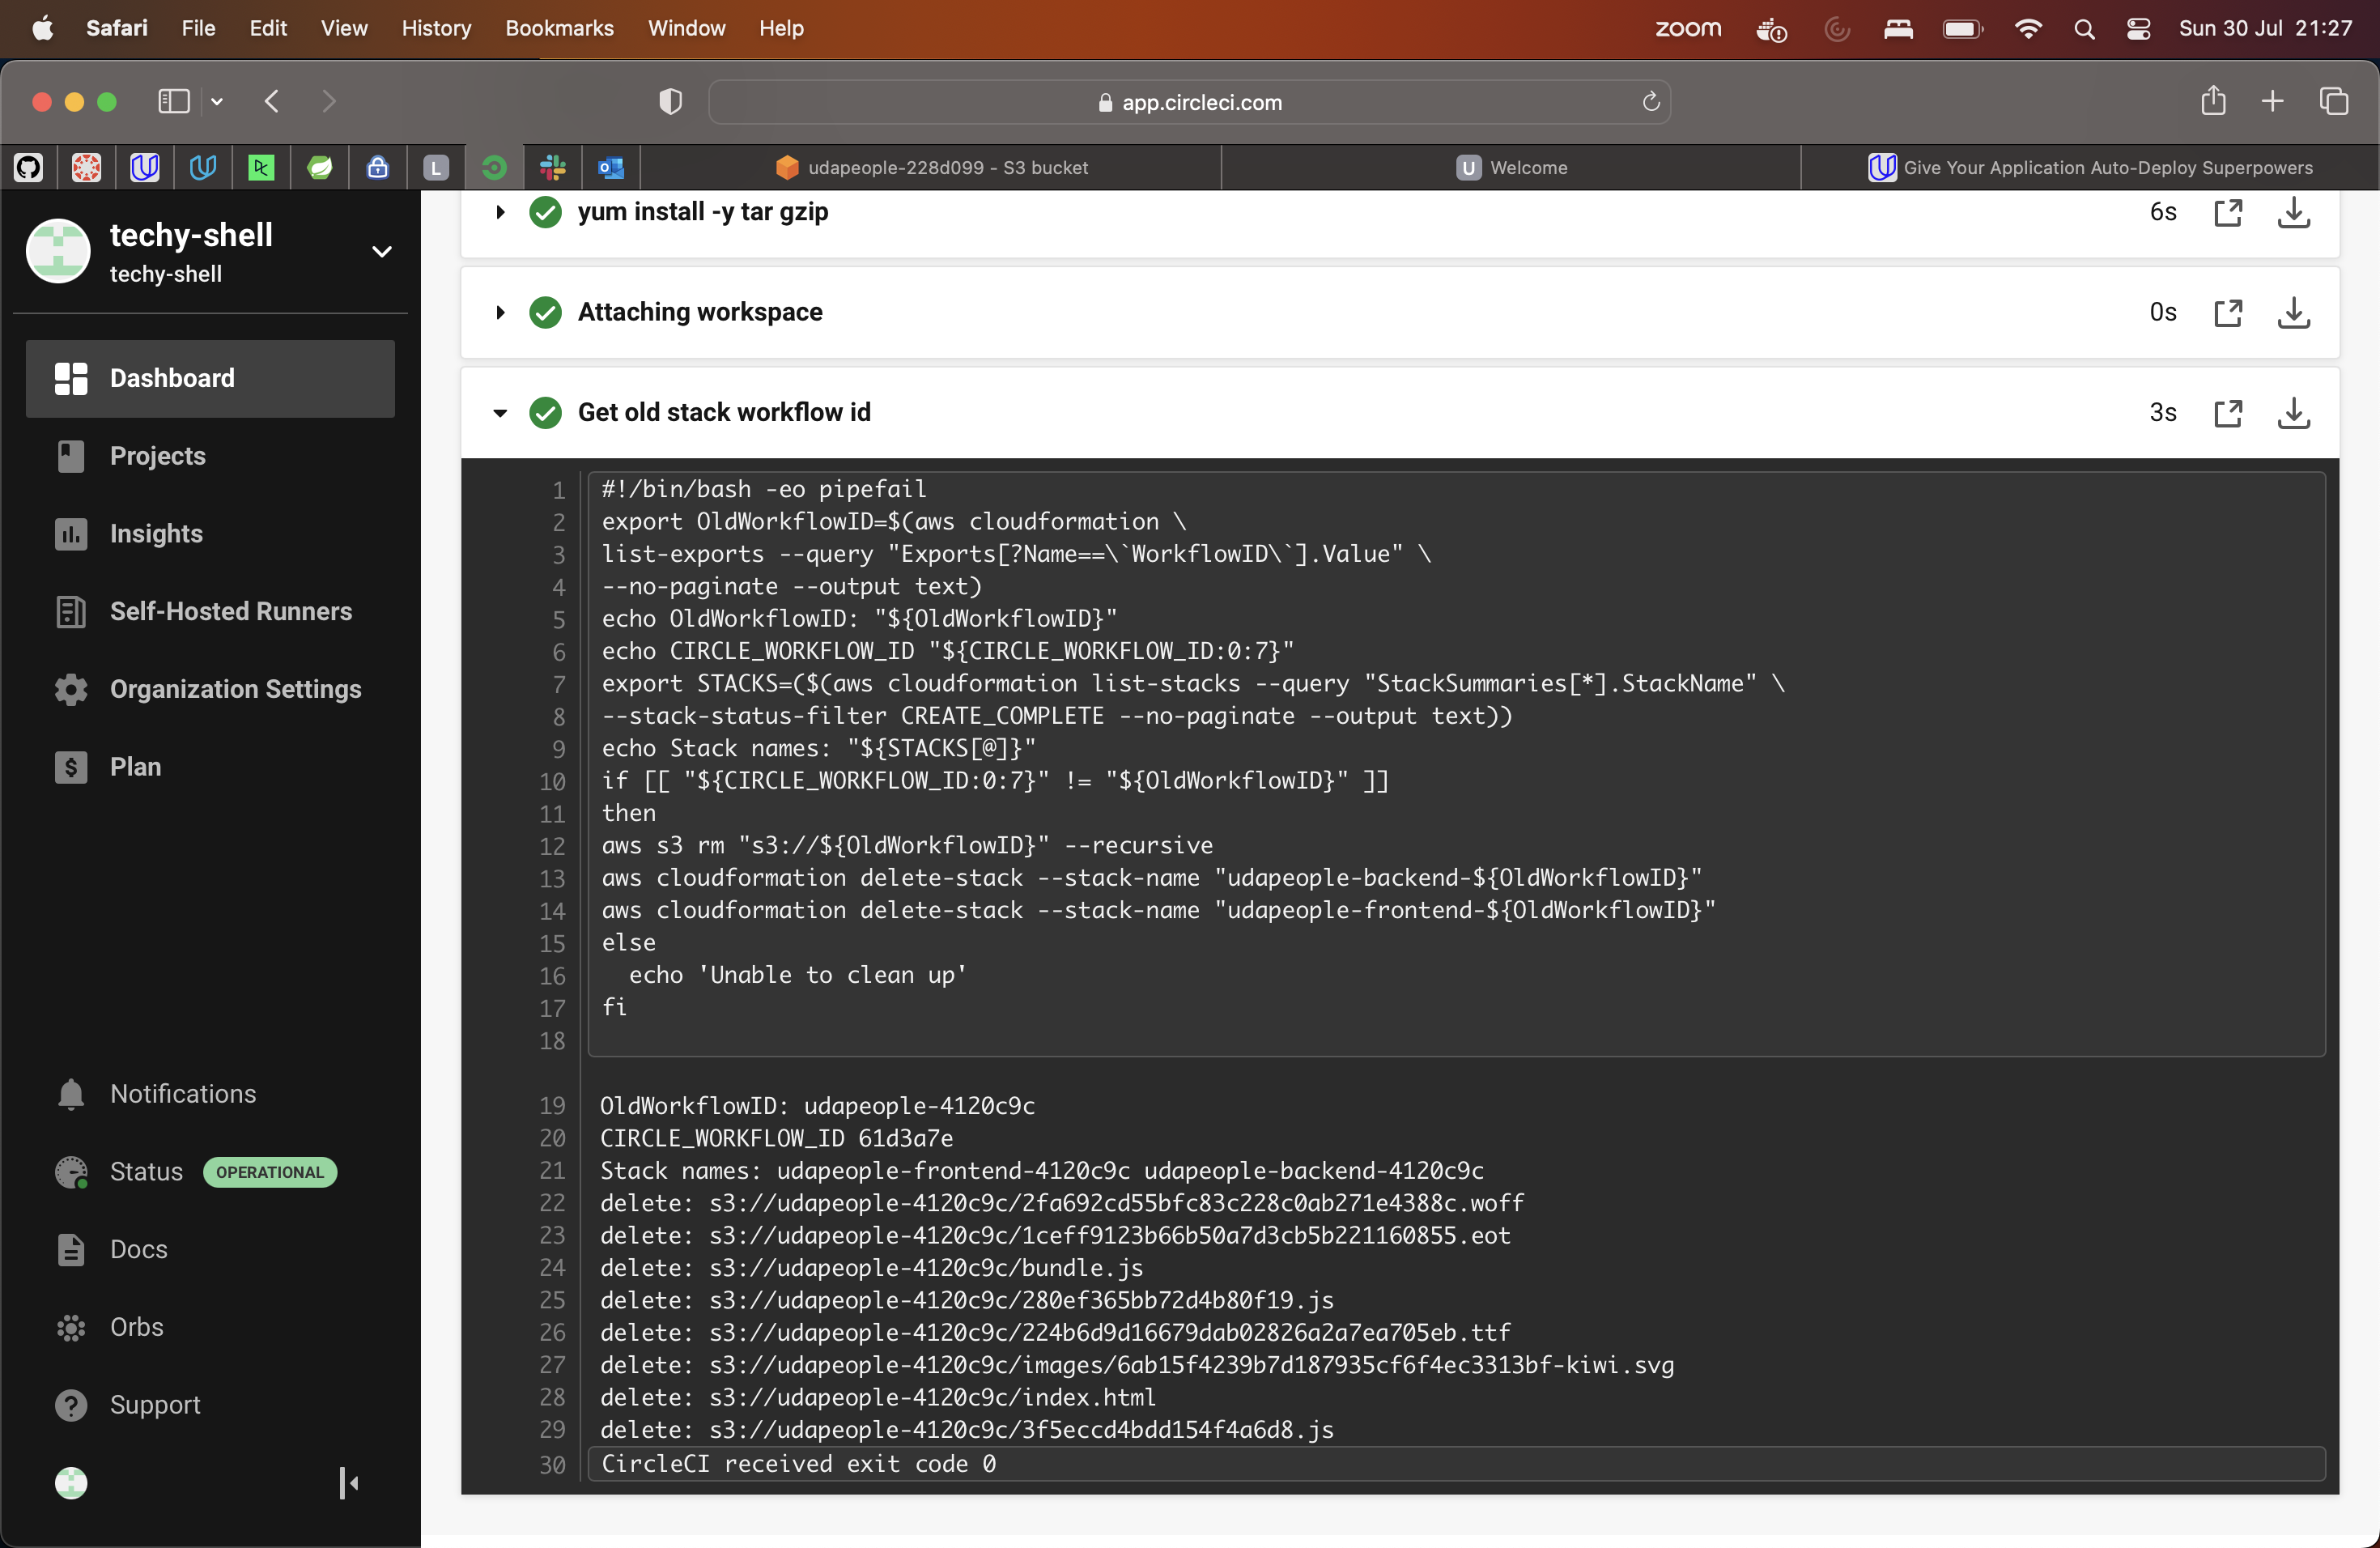 Safari File Edit View History Bookmarks Window Help zoom Sun 30 Jul 21:27
app.circleci.com
L udapeople-228d099 - S3 bucket U Welcome Give Your Application Auto-Deploy Superpowers
techy-shell
techy-shell
Dashboard
Projects
Insights
Self-Hosted Runners
Organization Settings
Plan
Notifications
Status OPERATIONAL
Docs
Orbs
Support
yum install -y tar gzip 6s
Attaching workspace 0s
Get old stack workflow id 3s
1 #!/bin/bash -eo pipefail
2 export OldWorkflowID=$(aws cloudformation \
3 list-exports --query "Exports[?Name==\`WorkflowID\`].Value" \
4 --no-paginate --output text)
5 echo OldWorkflowID: "${OldWorkflowID}"
6 echo CIRCLE_WORKFLOW_ID "${CIRCLE_WORKFLOW_ID:0:7}"
7 export STACKS=($(aws cloudformation list-stacks --query "StackSummaries[*].StackName" \
8 --stack-status-filter CREATE_COMPLETE --no-paginate --output text))
9 echo Stack names: "${STACKS[@]}"
10 if [[ "${CIRCLE_WORKFLOW_ID:0:7}" != "${OldWorkflowID}" ]]
11 then
12 aws s3 rm "s3://${OldWorkflowID}" --recursive
13 aws cloudformation delete-stack --stack-name "udapeople-backend-${OldWorkflowID}"
14 aws cloudformation delete-stack --stack-name "udapeople-frontend-${OldWorkflowID}"
15 else
16 echo 'Unable to clean up'
17 fi
18
19 OldWorkflowID: udapeople-4120c9c
20 CIRCLE_WORKFLOW_ID 61d3a7e
21 Stack names: udapeople-frontend-4120c9c udapeople-backend-4120c9c
22 delete: s3://udapeople-4120c9c/2fa692cd55bfc83c228c0ab271e4388c.woff
23 delete: s3://udapeople-4120c9c/1ceff9123b66b50a7d3cb5b221160855.eot
24 delete: s3://udapeople-4120c9c/bundle.js
25 delete: s3://udapeople-4120c9c/280ef365bb72d4b80f19.js
26 delete: s3://udapeople-4120c9c/224b6d9d16679dab02826a2a7ea705eb.ttf
27 delete: s3://udapeople-4120c9c/images/6ab15f4239b7d187935cf6f4ec3313bf-kiwi.svg
28 delete: s3://udapeople-4120c9c/index.html
29 delete: s3://udapeople-4120c9c/3f5eccd4bdd154f4a6d8.js
30 CircleCI received exit code 0